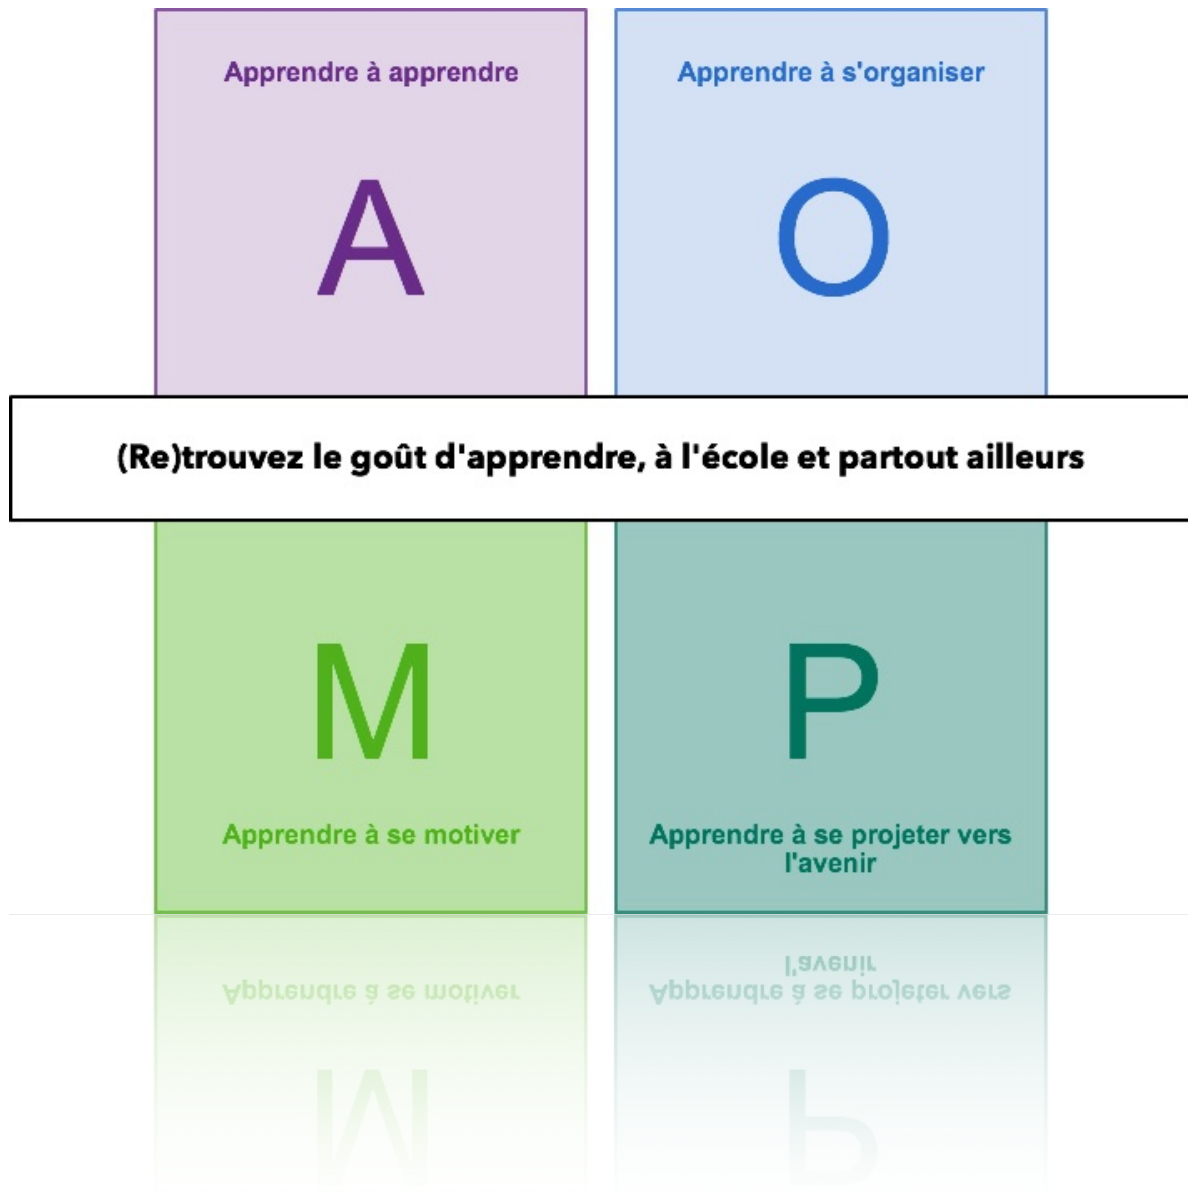 Apprendre à apprendre
A
Apprendre à s'organiser
O
(Re)trouvez le goût d'apprendre, à l'école et partout ailleurs
M
Apprendre à se motiver
P
Apprendre à se projeter vers
l'avenir